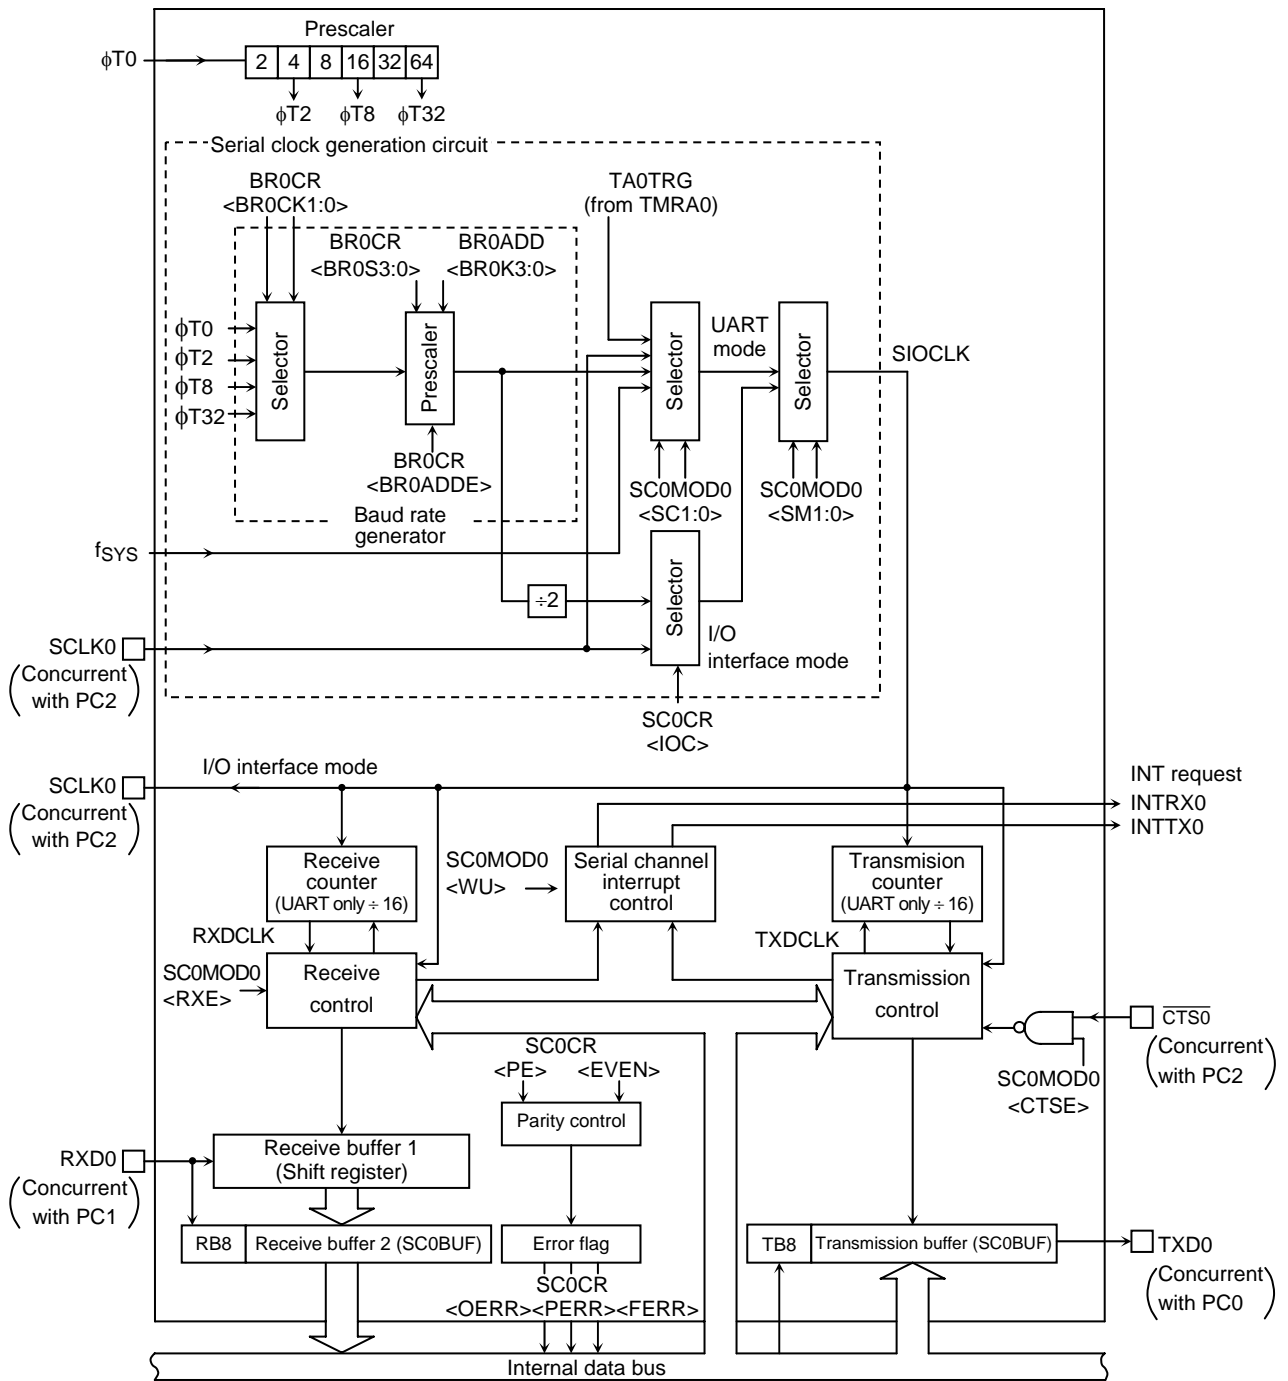 Prescaler
ϕT0
2 4 8 16 32 64
ϕT2 ϕT8 ϕT32
Serial clock generation circuit
BR0CR
<BR0CK1:0>
TA0TRG
(from TMRA0)
BR0CR
<BR0S3:0>
BR0ADD
<BR0K3:0>
ϕT0
ϕT2
ϕT8
ϕT32
Selector
Prescaler
Selector
UART
mode
Selector
SIOCLK
BR0CR
<BR0ADDE>
SC0MOD0
<SC1:0>
SC0MOD0
<SM1:0>
Baud rate
generator
fSYS
÷2
Selector
I/O
interface mode
SCLK0
(Concurrent
with PC2)
SC0CR
<IOC>
I/O interface mode
SCLK0
(Concurrent
with PC2)
INT request
INTRX0
INTTX0
Receive
counter
(UART only ÷ 16)
SC0MOD0
<WU>
Serial channel
interrupt
control
Transmision
counter
(UART only ÷ 16)
RXDCLK
TXDCLK
SC0MOD0
<RXE>
Receive
control
Transmission
control
CTS0
(Concurrent
with PC2)
SC0MOD0
<CTSE>
SC0CR
<PE> <EVEN>
Parity control
RXD0
(Concurrent
with PC1)
Receive buffer 1
(Shift register)
RB8
Receive buffer 2 (SC0BUF)
Error flag
TB8
Transmission buffer (SC0BUF)
TXD0
(Concurrent
with PC0)
SC0CR
<OERR><PERR><FERR>
Internal data bus